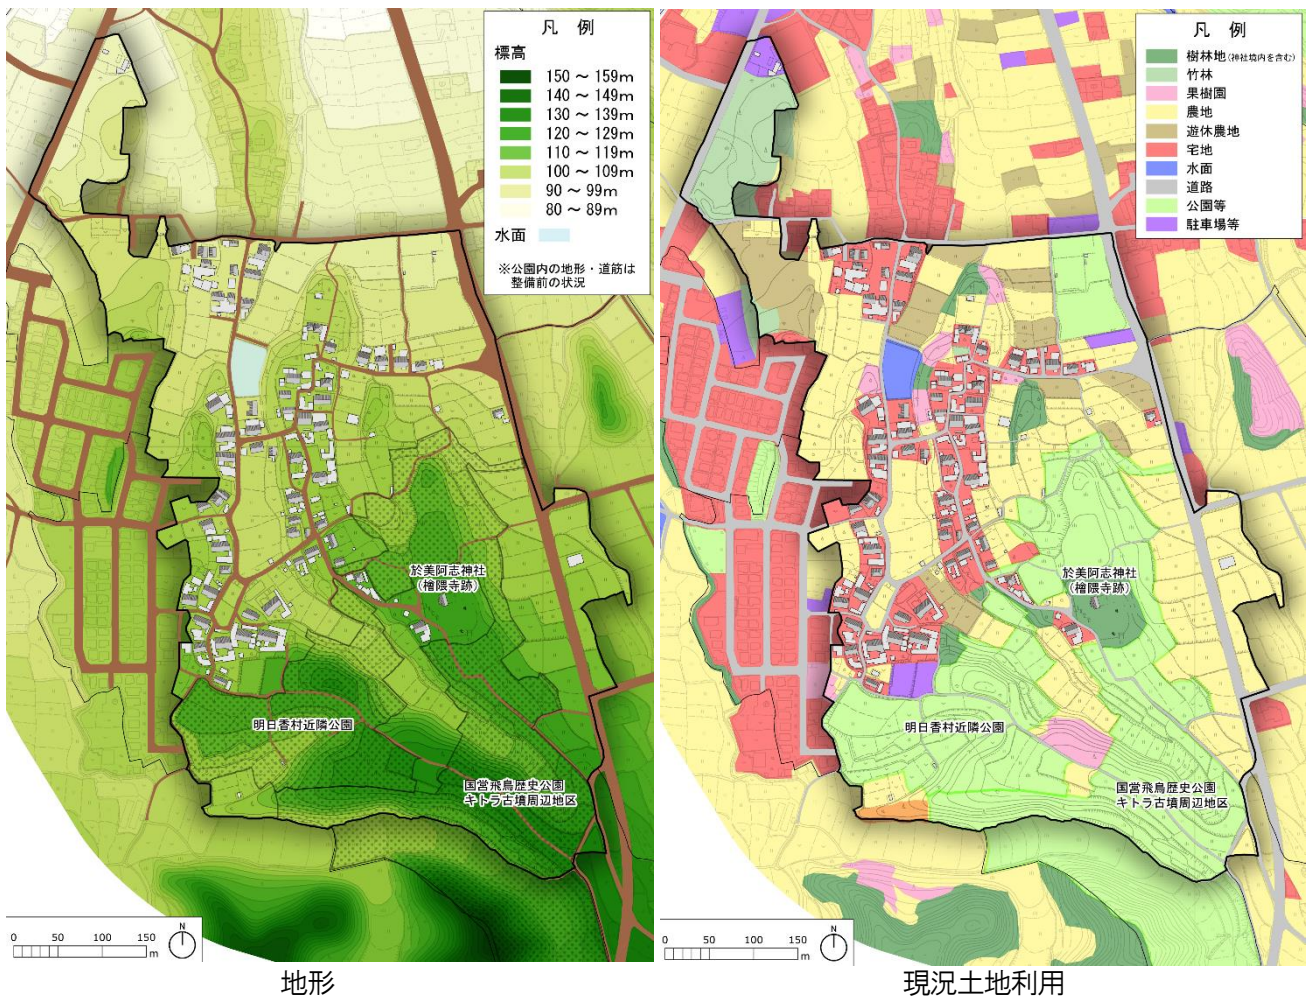 凡 例
標高
150 ～ 159m
140 ～ 149m
130 ～ 139m
120 ～ 129m
110 ～ 119m
100 ～ 109m
90 ～ 99m
80 ～ 89m
水面
※公園内の地形・道筋は
整備前の状況
於美阿志神社
(檜隈寺跡)
明日香村近隣公園
国営飛鳥歴史公園
キトラ古墳周辺地区
0 50 100 150
m
N
地形
凡 例
樹林地(神社境内を含む)
竹林
果樹園
農地
遊休農地
宅地
水面
道路
公園等
駐車場等
於美阿志神社
(檜隈寺跡)
明日香村近隣公園
国営飛鳥歴史公園
キトラ古墳周辺地区
0 50 100 150
m
N
現況土地利用